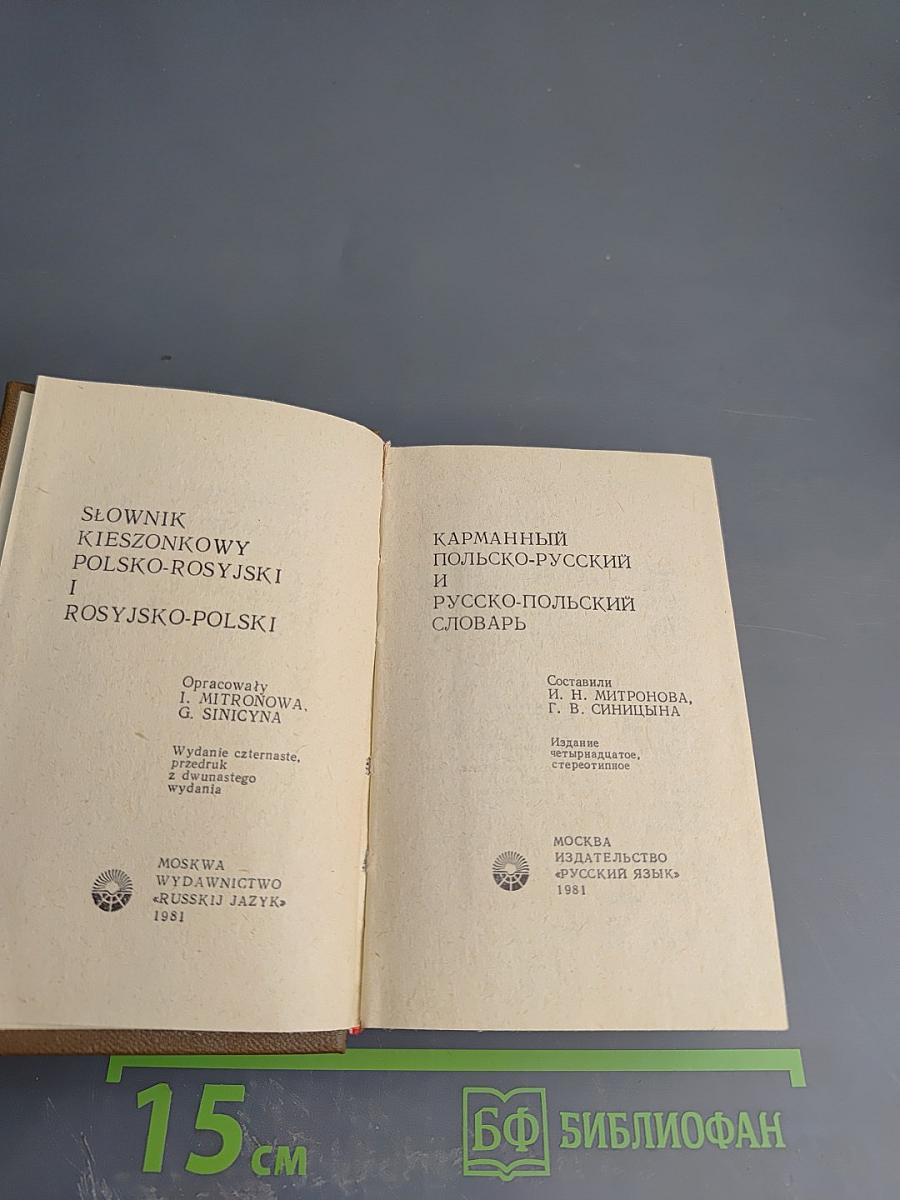 SŁOWNIK
KIESZONKOWY
POLSKO-ROSYJSKI
I
ROSYJSKO-POLSKI
Opracowały
I. MITRONOWA,
G. SINICYNA
Wydanie czternaste,
przedruk
z dwunastego
wydania
MOSKWA
WYDAWNICTWO
«RUSSKIJ JAZYK»
1981
КАРМАННЫЙ
ПОЛЬСКО-РУССКИЙ
И
РУССКО-ПОЛЬСКИЙ
СЛОВАРЬ
Составили
И. Н. МИТРОНОВА,
Г. В. СИНИЦЫНА
Издание
четырнадцатое,
стереотипное
МОСКВА
ИЗДАТЕЛЬСТВО
«РУССКИЙ ЯЗЫК»
1981
15 см
БФ БИБЛИОФАН